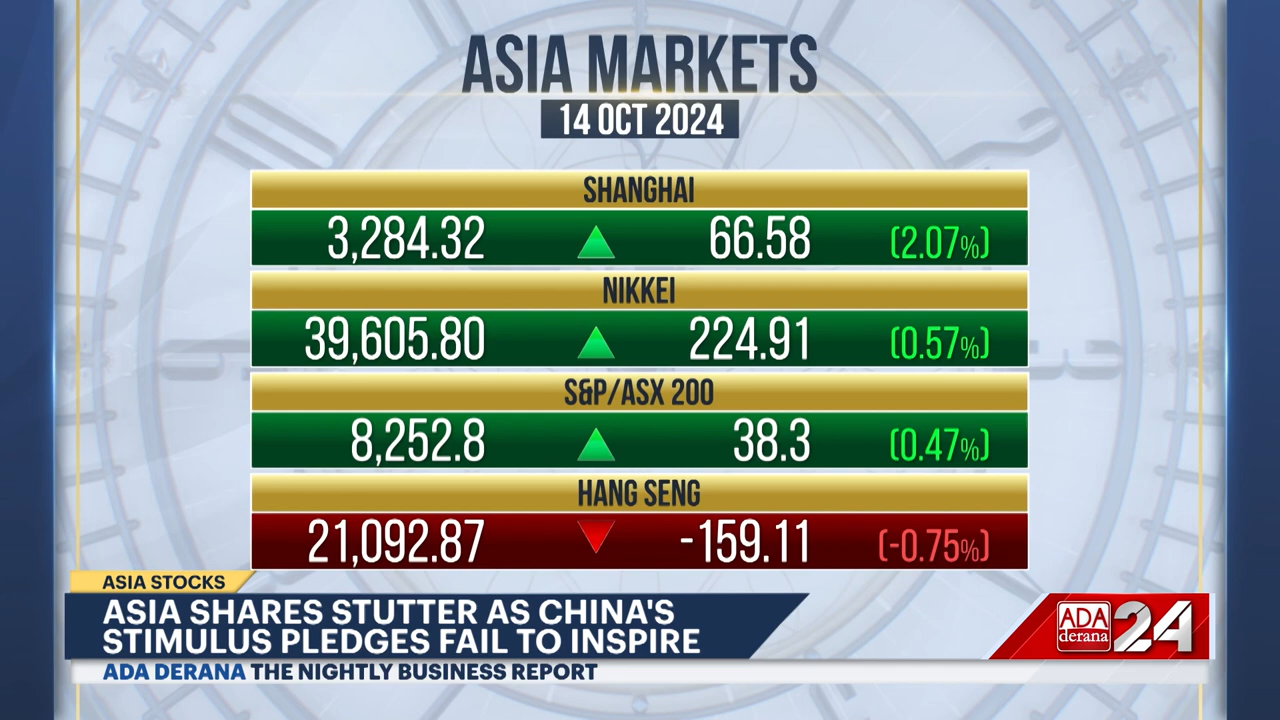 ASIA MARKETS
14 OCT 2024
SHANGHAI
3,284.32 ▲ 66.58 (2.07%)
NIKKEI
39,605.80 ▲ 224.91 (0.57%)
S&P/ASX 200
8,252.8 ▲ 38.3 (0.47%)
HANG SENG
21,092.87 ▼ -159.11 (-0.75%)
ASIA STOCKS
ASIA SHARES STUTTER AS CHINA'S
STIMULUS PLEDGES FAIL TO INSPIRE
ADA DERANA THE NIGHTLY BUSINESS REPORT
ADA
derana
24